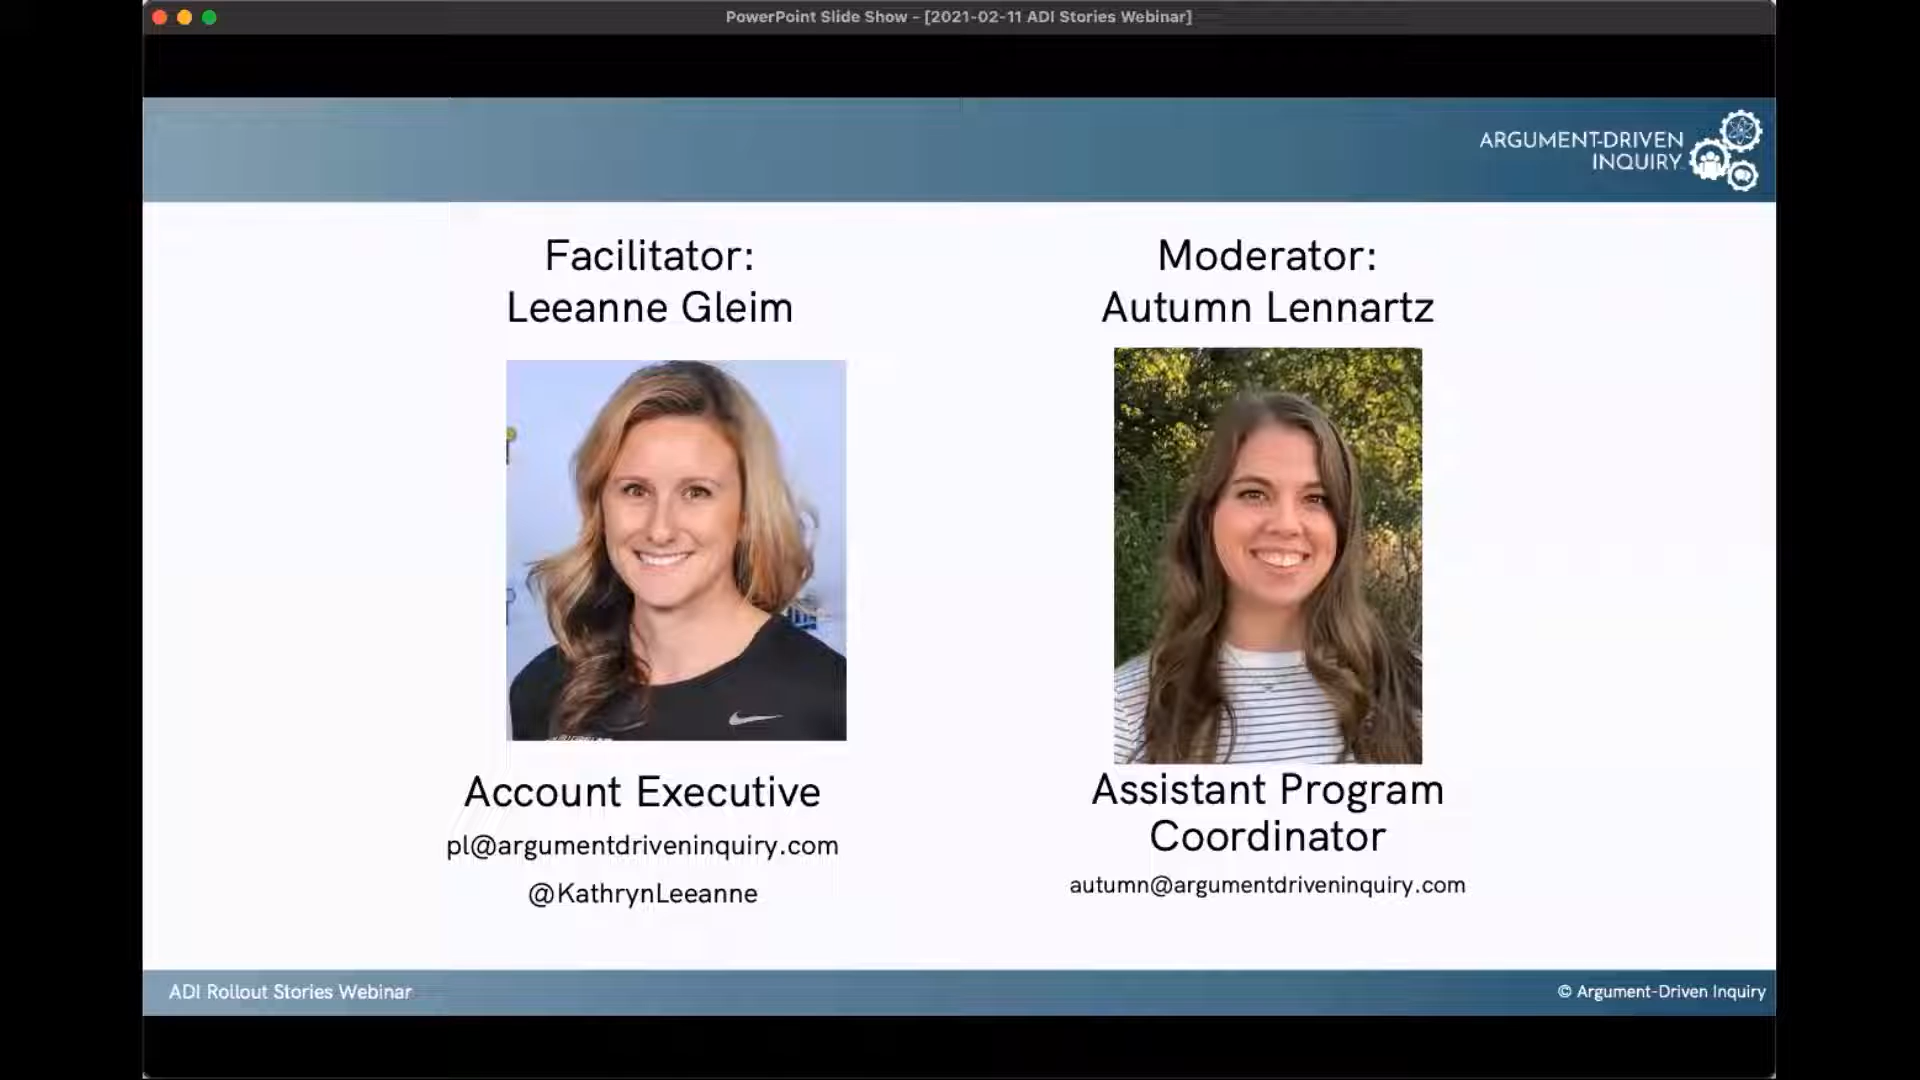 PowerPoint Slide Show - [2021-02-11 ADI Stories Webinar]
ARGUMENT-DRIVEN
INQUIRY
Facilitator:
Leeanne Gleim
Account Executive
pl@argumentdriveninquiry.com
@KathrynLeeanne
Moderator:
Autumn Lennartz
Assistant Program
Coordinator
autumn@argumentdriveninquiry.com
ADI Rollout Stories Webinar
© Argument-Driven Inquiry